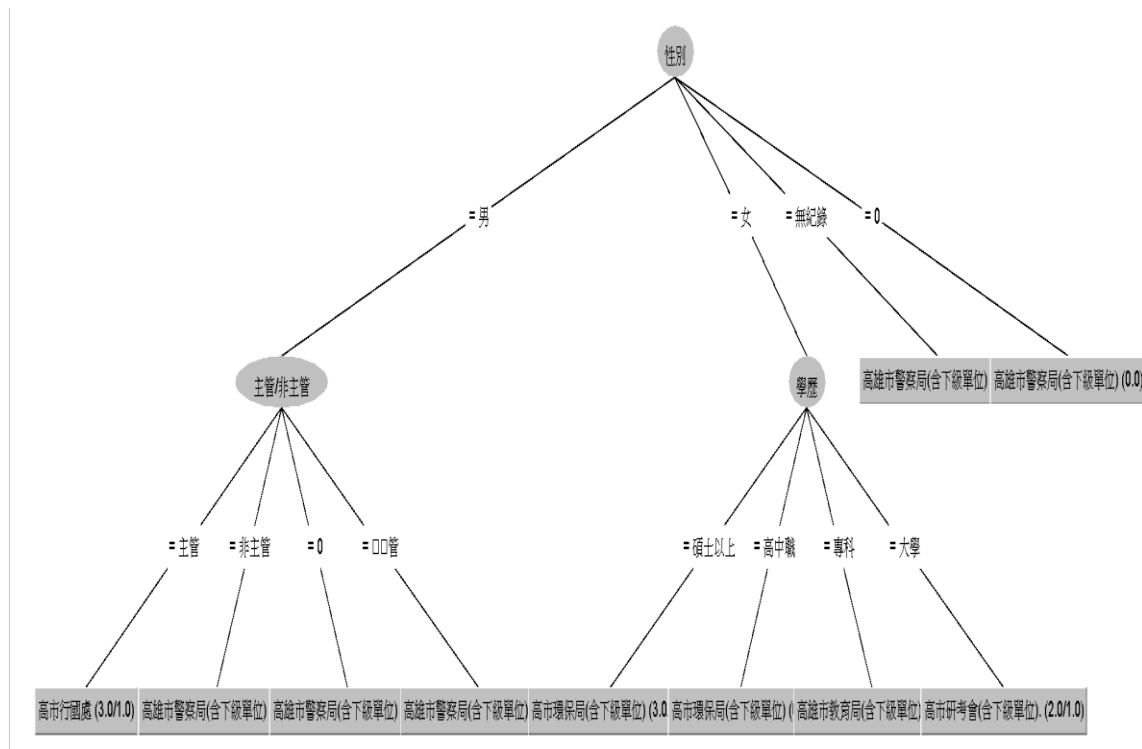 性別
= 男
= 女
= 無紀錄
= 0
主管/非主管
學歷
高雄市警察局(含下級單位)
高雄市警察局(含下級單位) (0.0)
= 主管
= 非主管
= 0
= □□管
= 碩士以上
= 高中職
= 專科
= 大學
高市行國處 (3.0/1.0)
高雄市警察局(含下級單位)
高雄市警察局(含下級單位)
高雄市警察局(含下級單位)
高市環保局(含下級單位) (3.0
高市環保局(含下級單位) (
高雄市教育局(含下級單位)
高市研考會(含下級單位). (2.0/1.0)